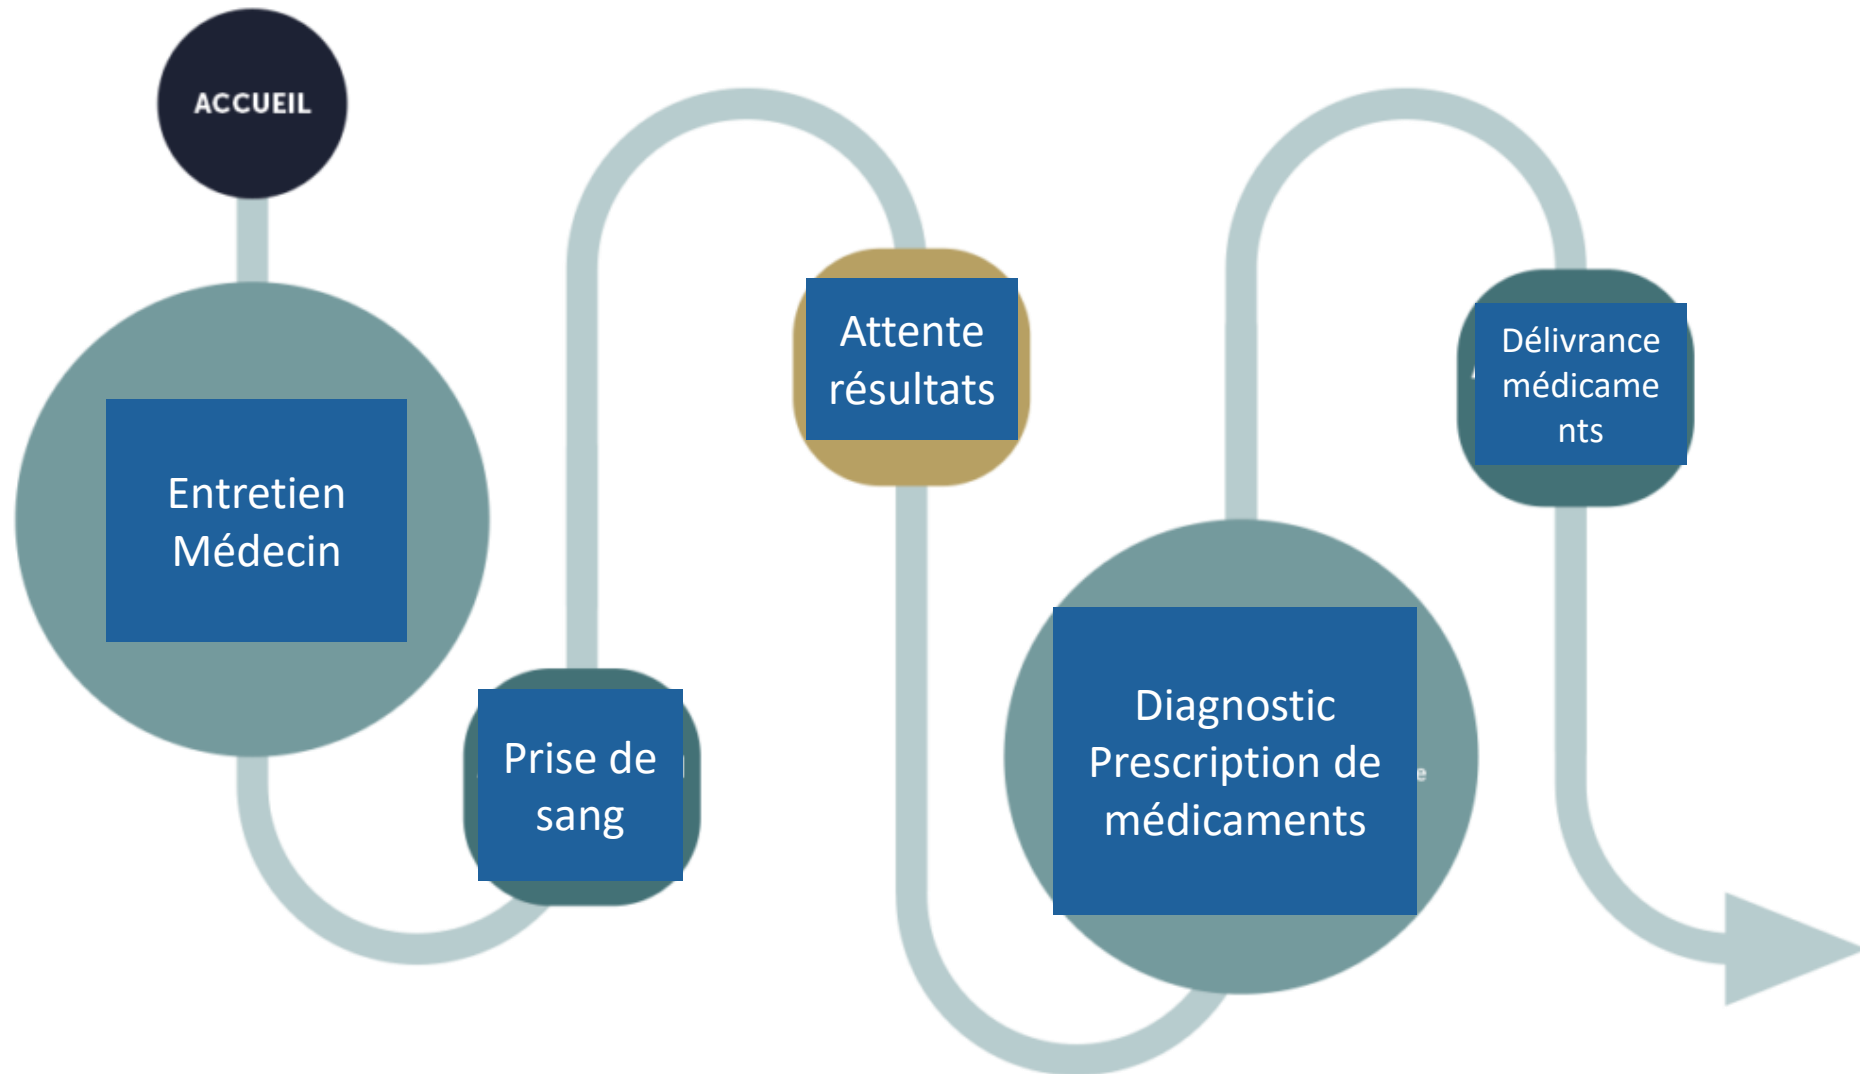 ACCUEIL
Entretien
Médecin
Prise de
sang
Attente
résultats
Diagnostic
Prescription de
médicaments
Délivrance
médicame
nts